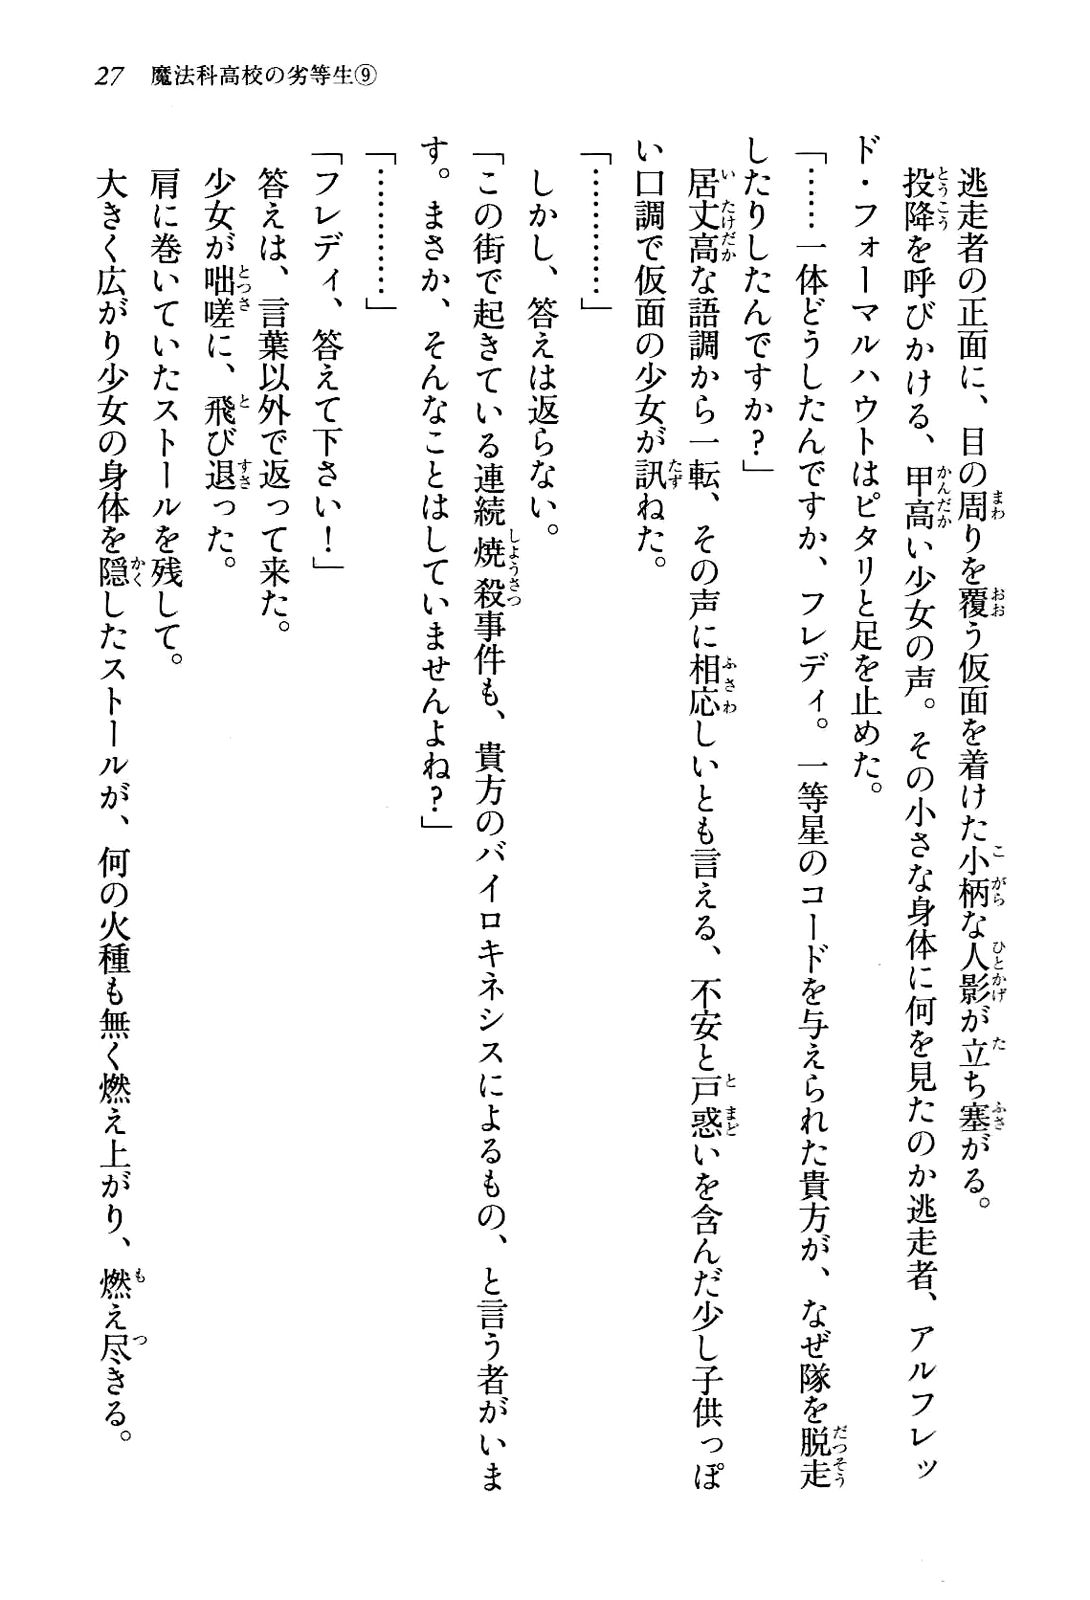 27 魔法科高校の劣等生⑨
逃走者の正面に、目の周りを覆う仮面を着けた小柄な人影が立ち塞がる。
投降を呼びかける、甲高い少女の声。その小さな身体に何を見たのか逃走者、アルフレッ
ド・フォーマルハウトはピタリと足を止めた。
「……一体どうしたんですか、フレディ。一等星のコードを与えられた貴方が、なぜ隊を脱走
したりしたんですか?」
居丈高な語調から一転、その声に相応しいとも言える、不安と戸惑いを含んだ少し子供っぽ
い口調で仮面の少女が訊ねた。
「…………」
しかし、答えは返らない。
「この街で起きている連続焼殺事件も、貴方のパイロキネシスによるもの、と言う者がいま
す。まさか、そんなことはしていませんよね?」
「…………」
「フレディ、答えて下さい!」
答えは、言葉以外で返って来た。
少女が咄嗟に、飛び退った。
肩に巻いていたストールを残して。
大きく広がり少女の身体を隠したストールが、何の火種も無く燃え上がり、燃え尽きる。